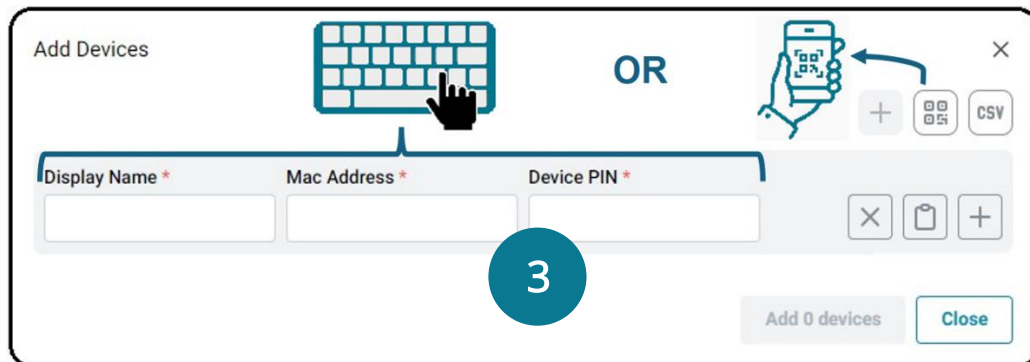 Add Devices
OR
CSV
Display Name * Mac Address * Device PIN *
3
Add 0 devices Close